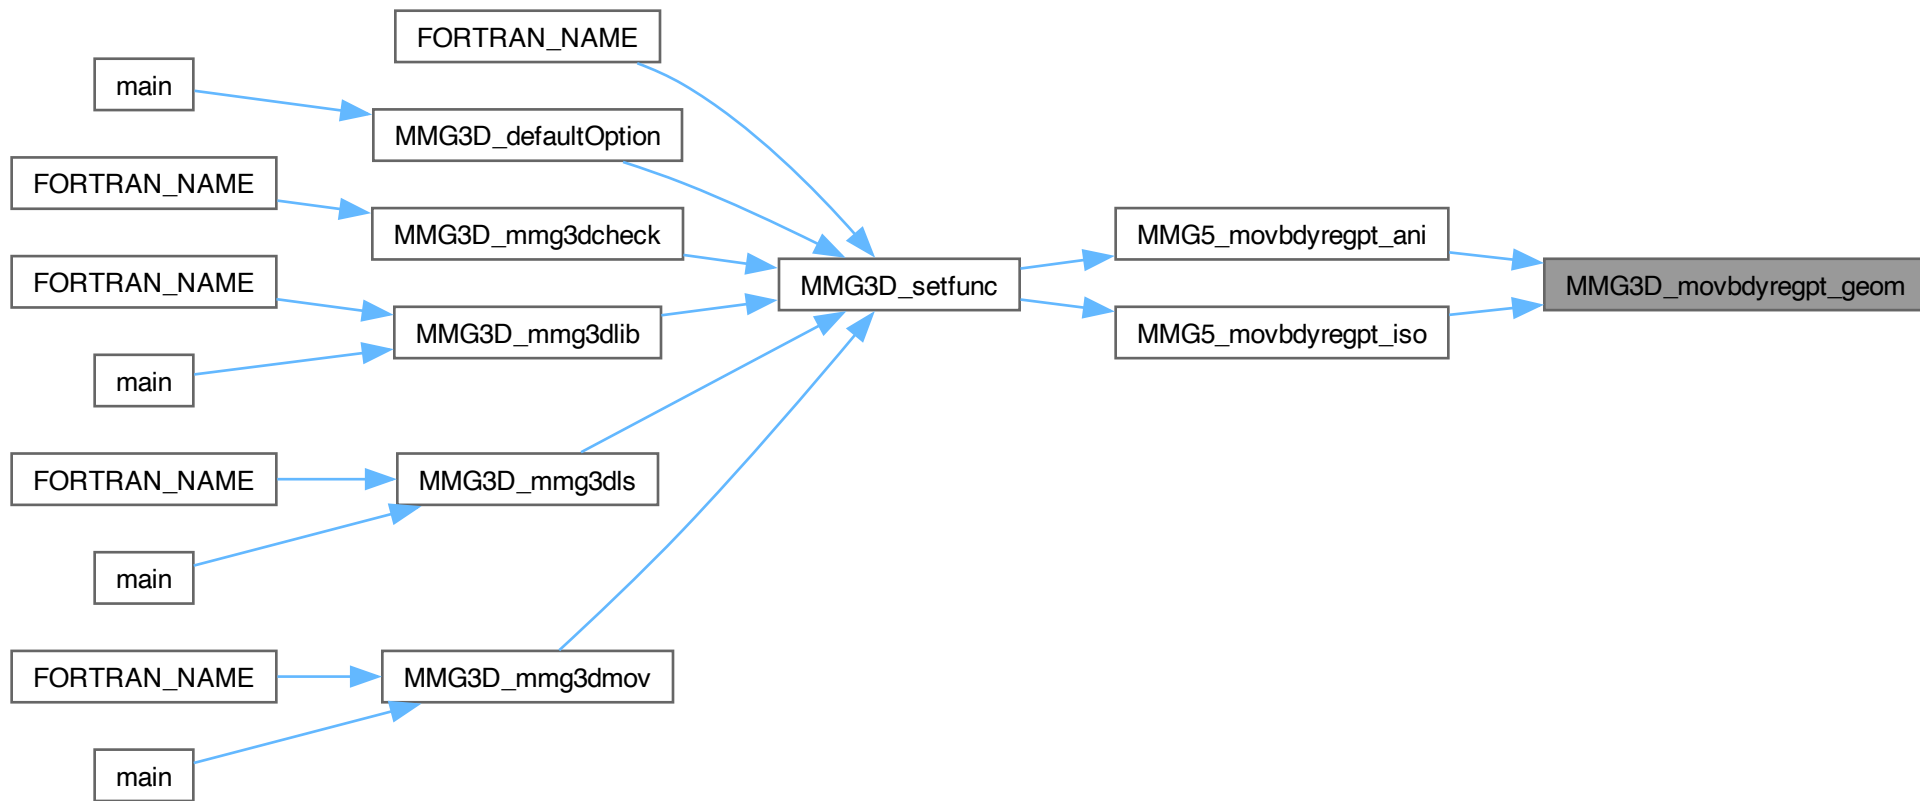 FORTRAN_NAME
main
MMG3D_defaultOption
FORTRAN_NAME
MMG3D_mmg3dcheck
MMG5_movbdyregpt_ani
FORTRAN_NAME
MMG3D_setfunc
MMG3D_movbdyregpt_geom
MMG3D_mmg3dlib
MMG5_movbdyregpt_iso
main
FORTRAN_NAME
MMG3D_mmg3dls
main
FORTRAN_NAME
MMG3D_mmg3dmov
main